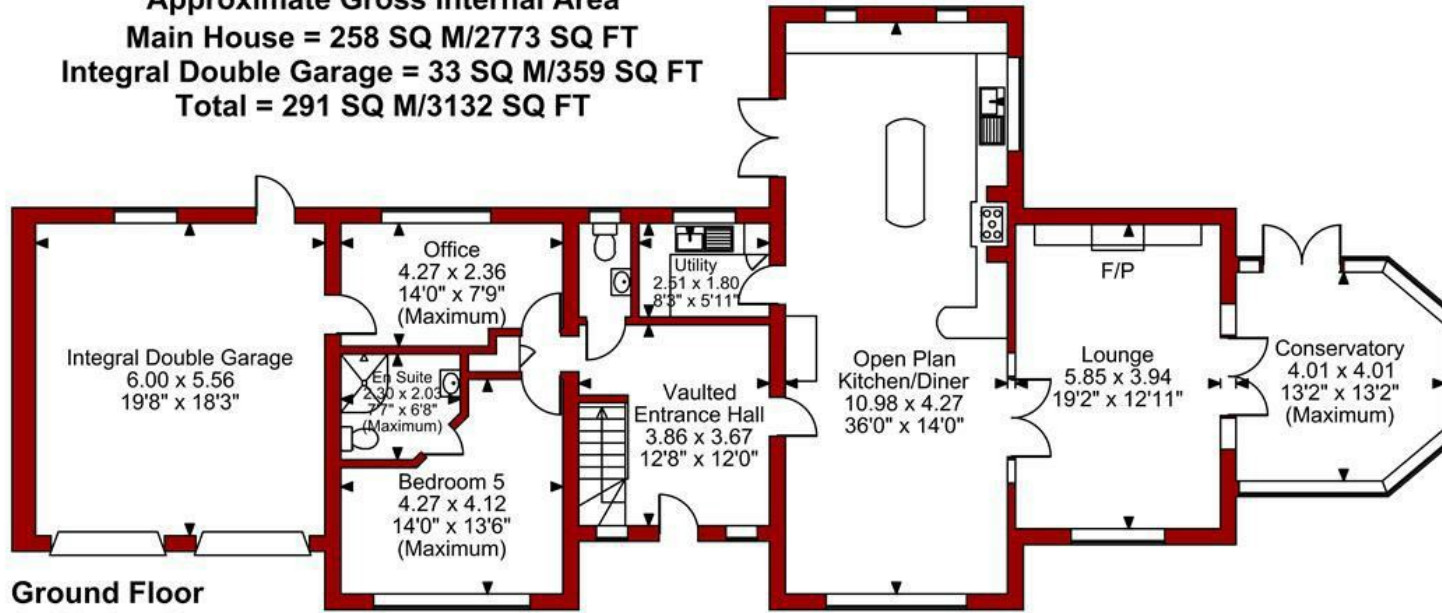 Approximate Gross Internal Area
Main House = 258 SQ M/2773 SQ FT
Integral Double Garage = 33 SQ M/359 SQ FT
Total = 291 SQ M/3132 SQ FT
Office
4.27 x 2.36
14'0" x 7'9"
(Maximum)
Utility
2.51 x 1.80
8'3" x 5'11"
F/P
Integral Double Garage
6.00 x 5.56
19'8" x 18'3"
En Suite
2.30 x 2.03
7'7" x 6'8"
(Maximum)
Vaulted
Entrance Hall
3.86 x 3.67
12'8" x 12'0"
Open Plan
Kitchen/Diner
10.98 x 4.27
36'0" x 14'0"
Lounge
5.85 x 3.94
19'2" x 12'11"
Conservatory
4.01 x 4.01
13'2" x 13'2"
(Maximum)
Bedroom 5
4.27 x 4.12
14'0" x 13'6"
(Maximum)
Ground Floor